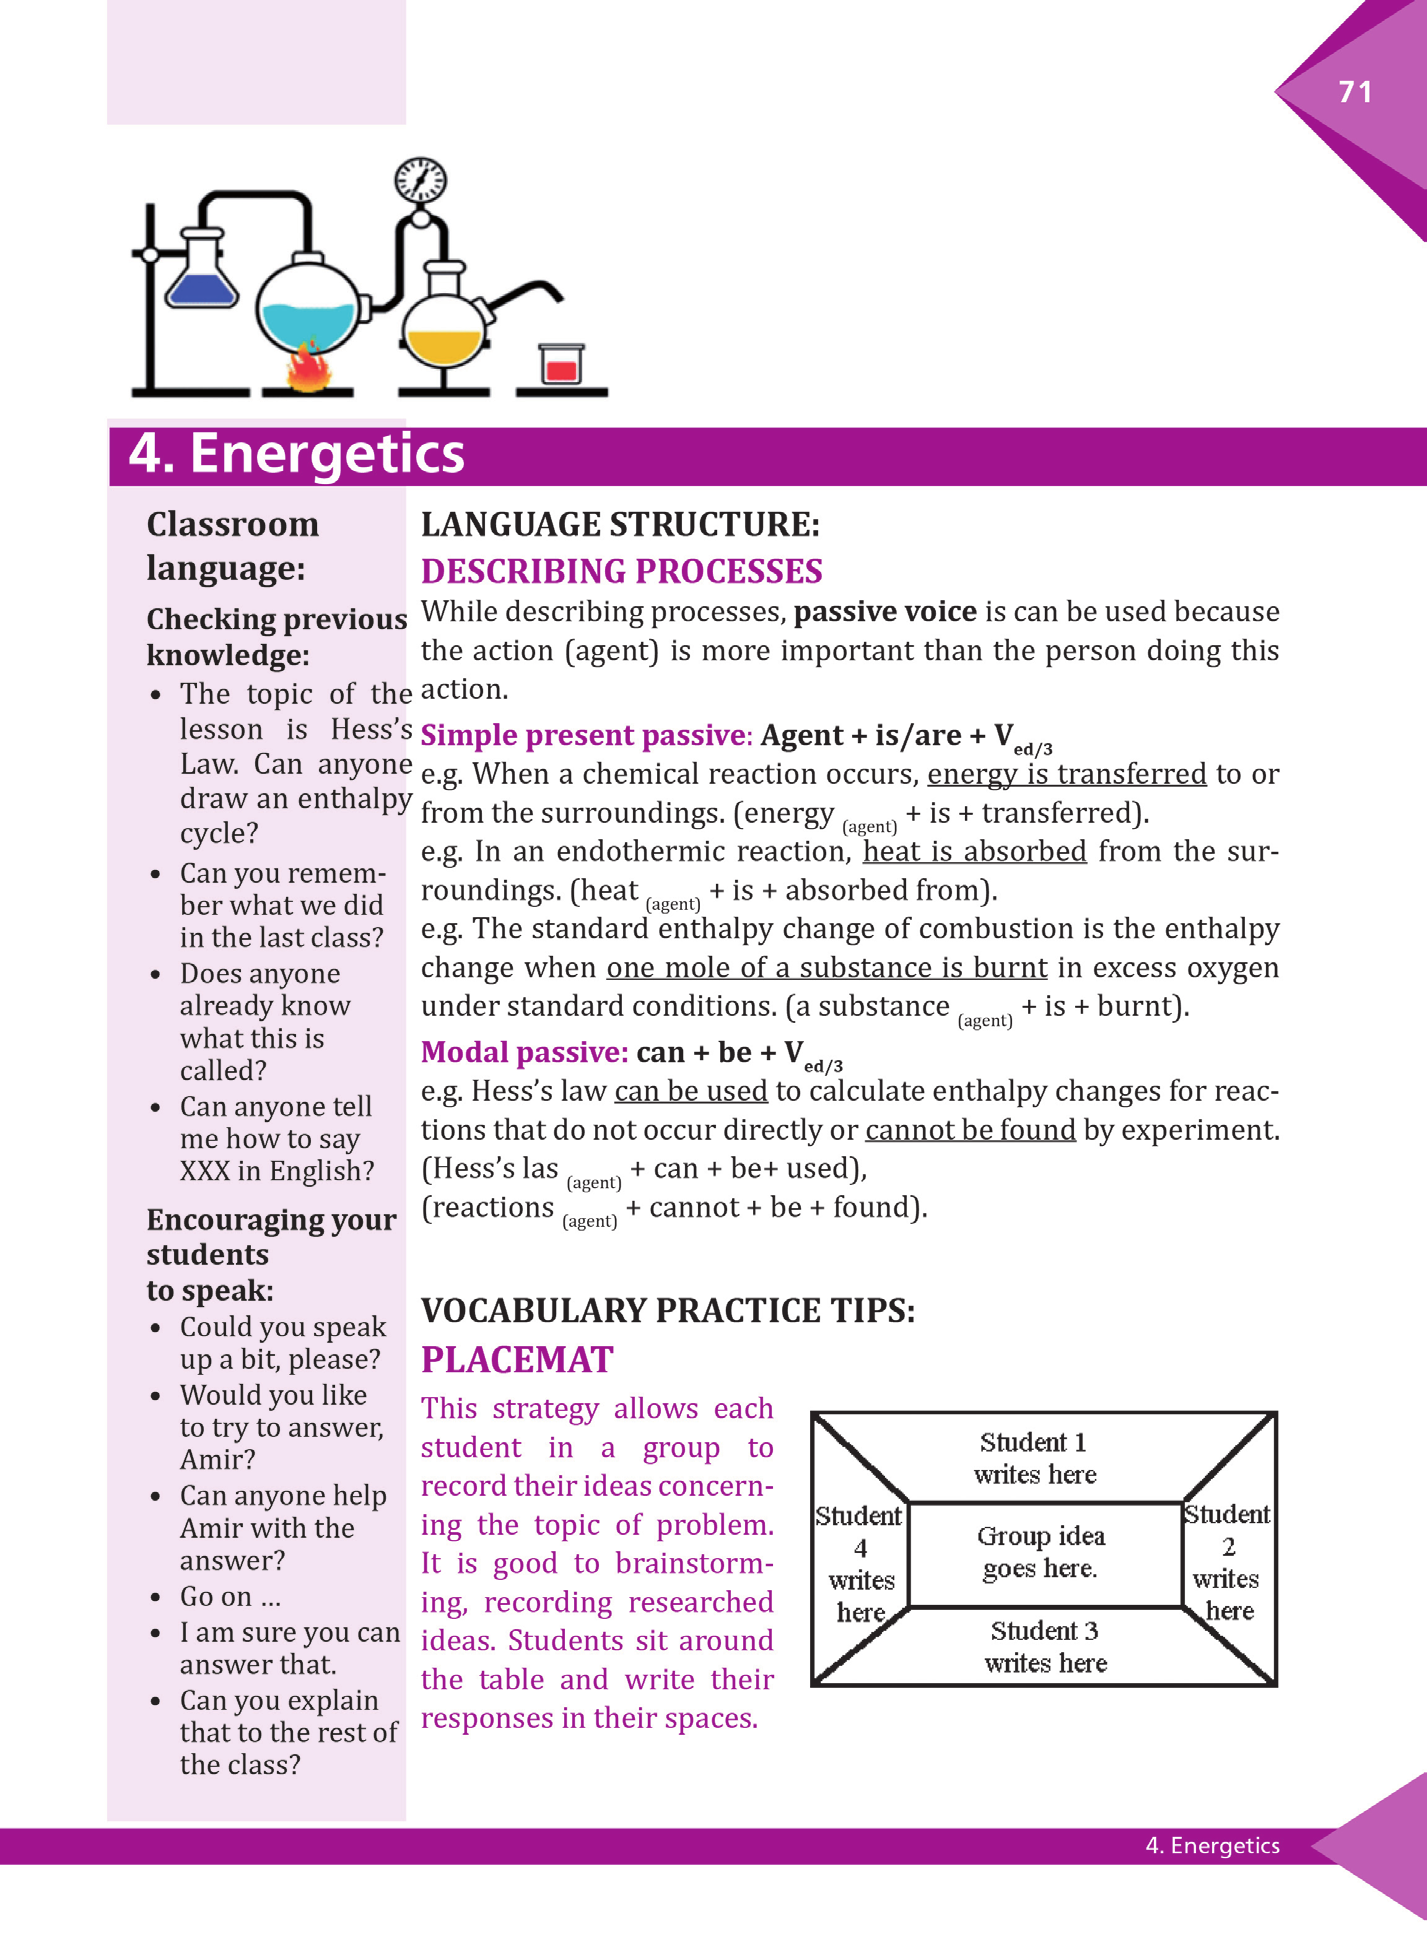 71
4. Energetics
Classroom
language:
Checking previous
knowledge:
• The topic of the
lesson is Hess’s
Law. Can anyone
draw an enthalpy
cycle?
• Can you remem-
ber what we did
in the last class?
• Does anyone
already know
what this is
called?
• Can anyone tell
me how to say
XXX in English?
Encouraging your
students
to speak:
• Could you speak
up a bit, please?
• Would you like
to try to answer,
Amir?
• Can anyone help
Amir with the
answer?
• Go on ...
• I am sure you can
answer that.
• Can you explain
that to the rest of
the class?
LANGUAGE STRUCTURE:
DESCRIBING PROCESSES
While describing processes, passive voice is can be used because
the action (agent) is more important than the person doing this
action.
Simple present passive: Agent + is/are + V ed/3
e.g. When a chemical reaction occurs, energy is transferred to or
from the surroundings. (energy (agent) + is + transferred).
e.g. In an endothermic reaction, heat is absorbed from the sur-
roundings. (heat (agent) + is + absorbed from).
e.g. The standard enthalpy change of combustion is the enthalpy
change when one mole of a substance is burnt in excess oxygen
under standard conditions. (a substance (agent) + is + burnt).
Modal passive: can + be + V ed/3
e.g. Hess’s law can be used to calculate enthalpy changes for reac-
tions that do not occur directly or cannot be found by experiment.
(Hess’s las (agent) + can + be+ used),
(reactions (agent) + cannot + be + found).
VOCABULARY PRACTICE TIPS:
PLACEMAT
This strategy allows each
student in a group to
record their ideas concern-
ing the topic of problem.
It is good to brainstorm-
ing, recording researched
ideas. Students sit around
the table and write their
responses in their spaces.
Student 1
writes here
Student
4
writes
here
Group idea
goes here.
Student
2
writes
here
Student 3
writes here
4. Energetics